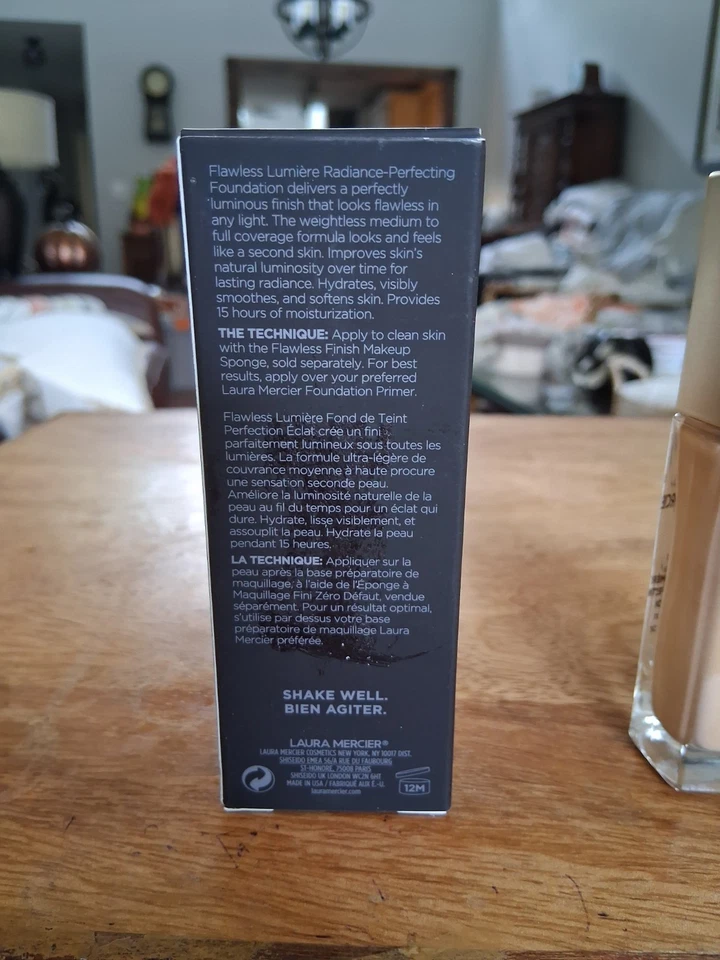 Flawless Lumière Radiance-Perfecting
Foundation delivers a perfectly
luminous finish that looks flawless in
any light. The weightless medium to
full coverage formula looks and feels
like a second skin. Improves skin's
natural luminosity over time for
lasting radiance. Hydrates, visibly
smoothes, and softens skin. Provides
15 hours of moisturization.
THE TECHNIQUE: Apply to clean skin
with the Flawless Finish Makeup
Sponge, sold separately. For best
results, apply over your preferred
Laura Mercier Foundation Primer.
Flawless Lumière Fond de Teint
Perfection Éclat crée un fini
parfaitement lumineux sous toutes les
lumières. La formule ultra-légère de
couvrance moyenne à haute procure
une sensation seconde peau.
Améliore la luminosité naturelle de la
peau au fil du temps pour un éclat qui
dure. Hydrate, lisse visiblement, et
assouplit la peau. Hydrate la peau
pendant 15 heures.
LA TECHNIQUE: Appliquer sur la
peau après la base préparatoire de
maquillage, à l'aide de l'Éponge à
Maquillage Fini Zéro Défaut, vendue
séparément. Pour un résultat optimal,
s'utilise par dessus votre base
préparatoire de maquillage Laura
Mercier préférée.
SHAKE WELL.
BIEN AGITER.
LAURA MERCIER®
LAURA MERCIER COSMETICS NEW YORK, NY 10017 DIST.
SHISEIDO EMEA 56/A RUE DU FAUBOURG
ST-HONORÉ, 75008 PARIS
SHISEIDO UK LONDON WC2N 6HT
MADE IN USA / FABRIQUÉ AUX É.-U.
lauramercier.com
12M